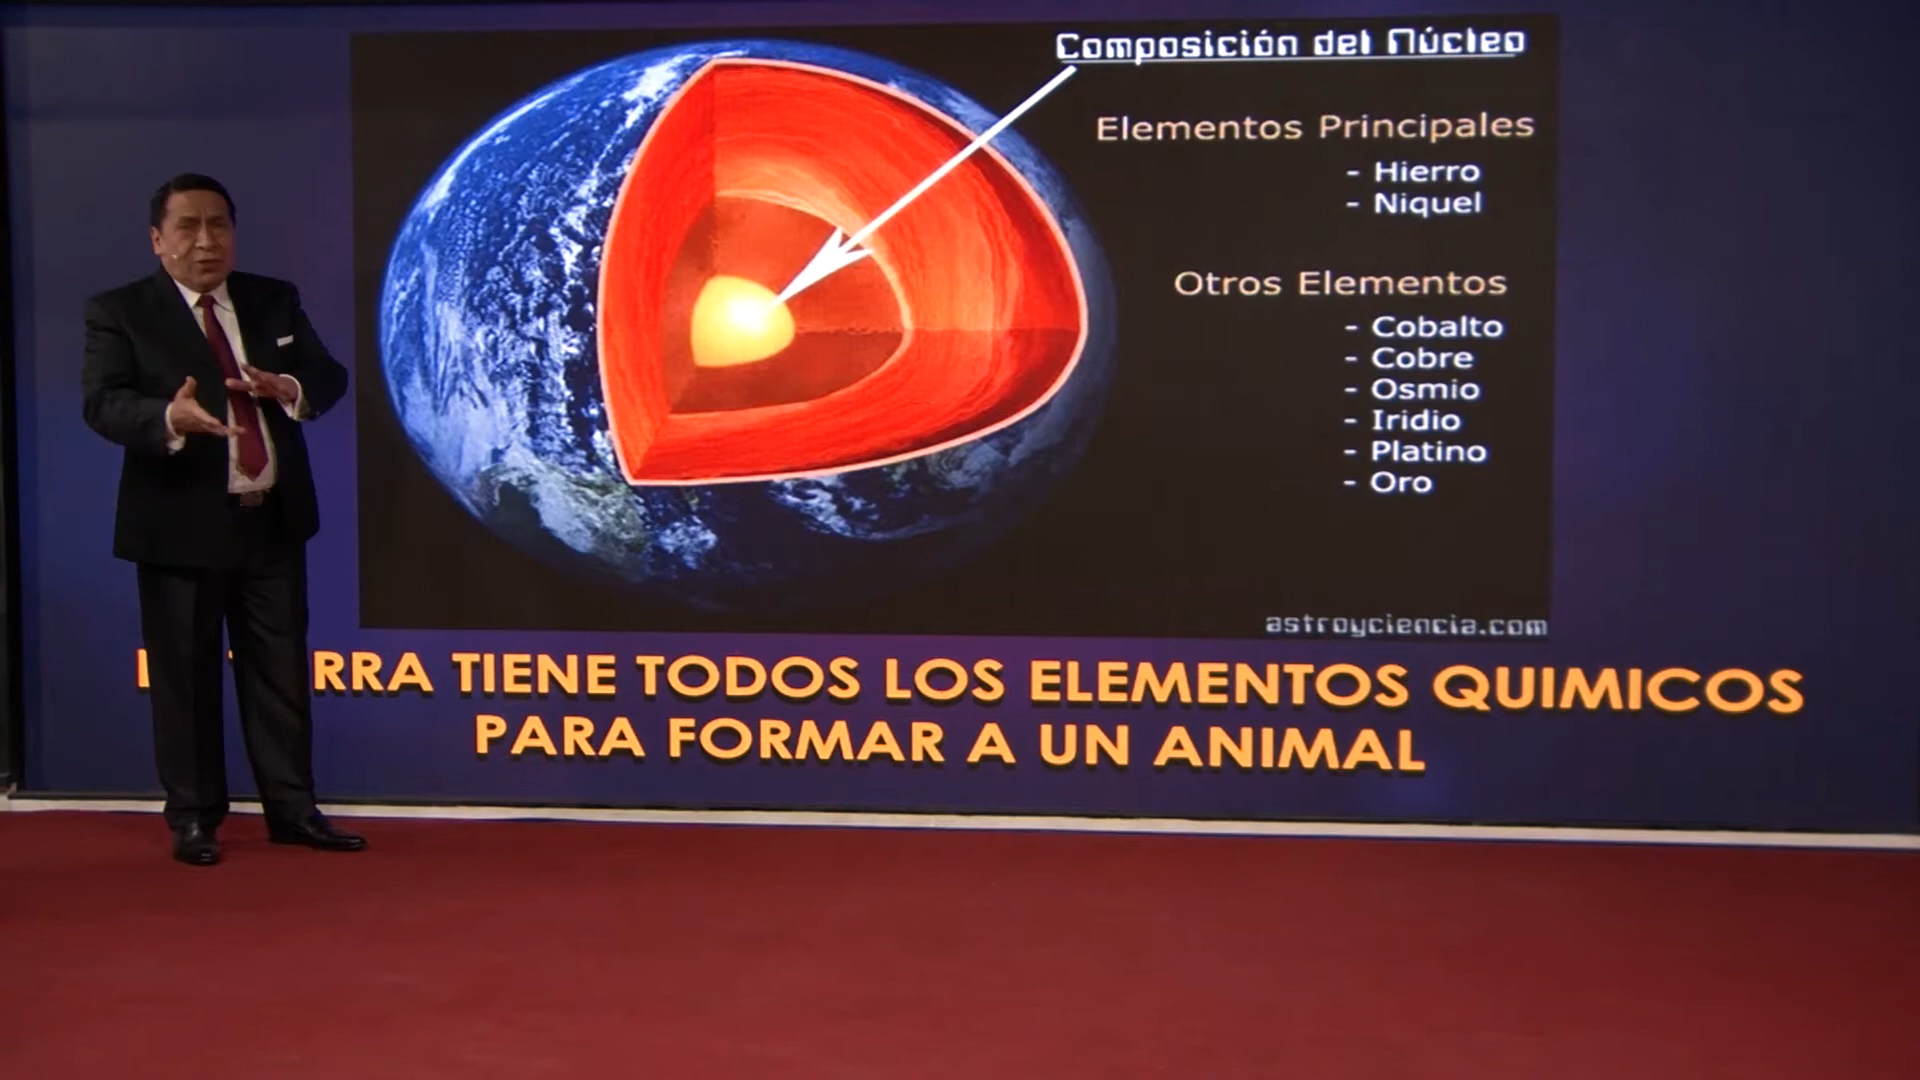 Composición del Núcleo
Elementos Principales
- Hierro
- Niquel
Otros Elementos
- Cobalto
- Cobre
- Osmio
- Iridio
- Platino
- Oro
astroyciencia.com
RRA TIENE TODOS LOS ELEMENTOS QUIMICOS
PARA FORMAR A UN ANIMAL